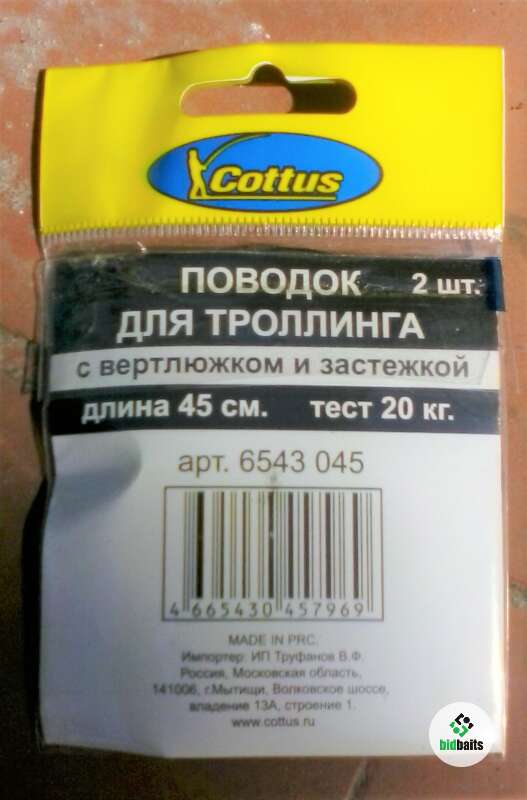 Cottus
ПОВОДОК 2 шт.
ДЛЯ ТРОЛЛИНГА
с вертлюжком и застежкой
длина 45 см. тест 20 кг.
арт. 6543 045
4 665430 457969
MADE IN PRC.
Импортер: ИП Труфанов В.Ф.
Россия, Московская область,
141006, г.Мытищи, Волковское шоссе,
владение 13А, строение 1.
www.cottus.ru
bidbaits